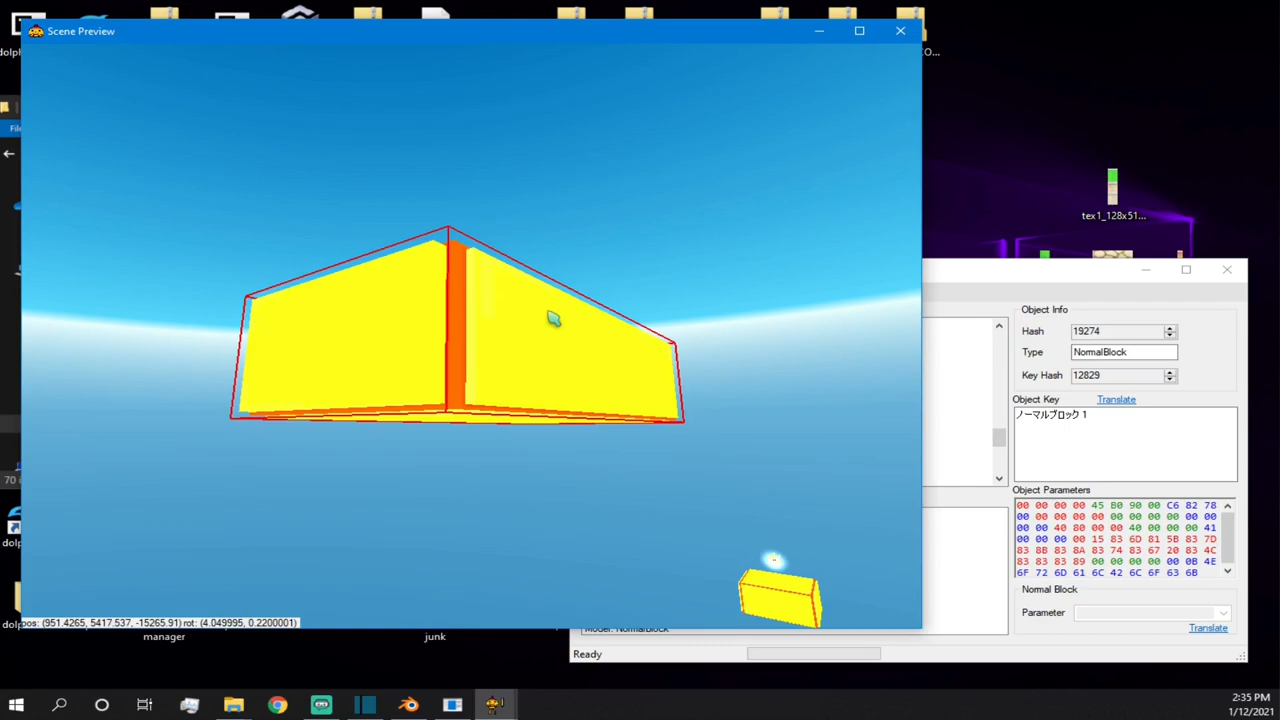 Scene Preview
tex1_128x51...
File
70
Object Info
Hash
19274
Type
NormalBlock
Key Hash
12829
Object Key
Translate
ノーマルブロック 1
Object Parameters
00 00 00 00 45 80 90 00 C6 82 78
00 00 00 00 00 00 00 00 00 00 00
00 00 40 80 00 00 40 00 00 00 41
00 00 00 00 15 83 6D 81 5B 83 7D
83 8B 83 8A 83 74 83 67 20 83 4C
83 83 83 89 00 00 00 00 00 0B 4E
6F 72 6D 61 6C 42 6C 6F 63 6B
Normal Block
Parameter
Translate
pos: (951.4265, 5417.537, -15265.91) rot: (4.049995, 0.2200001)
manager
junk
Ready
2:35 PM
1/12/2021